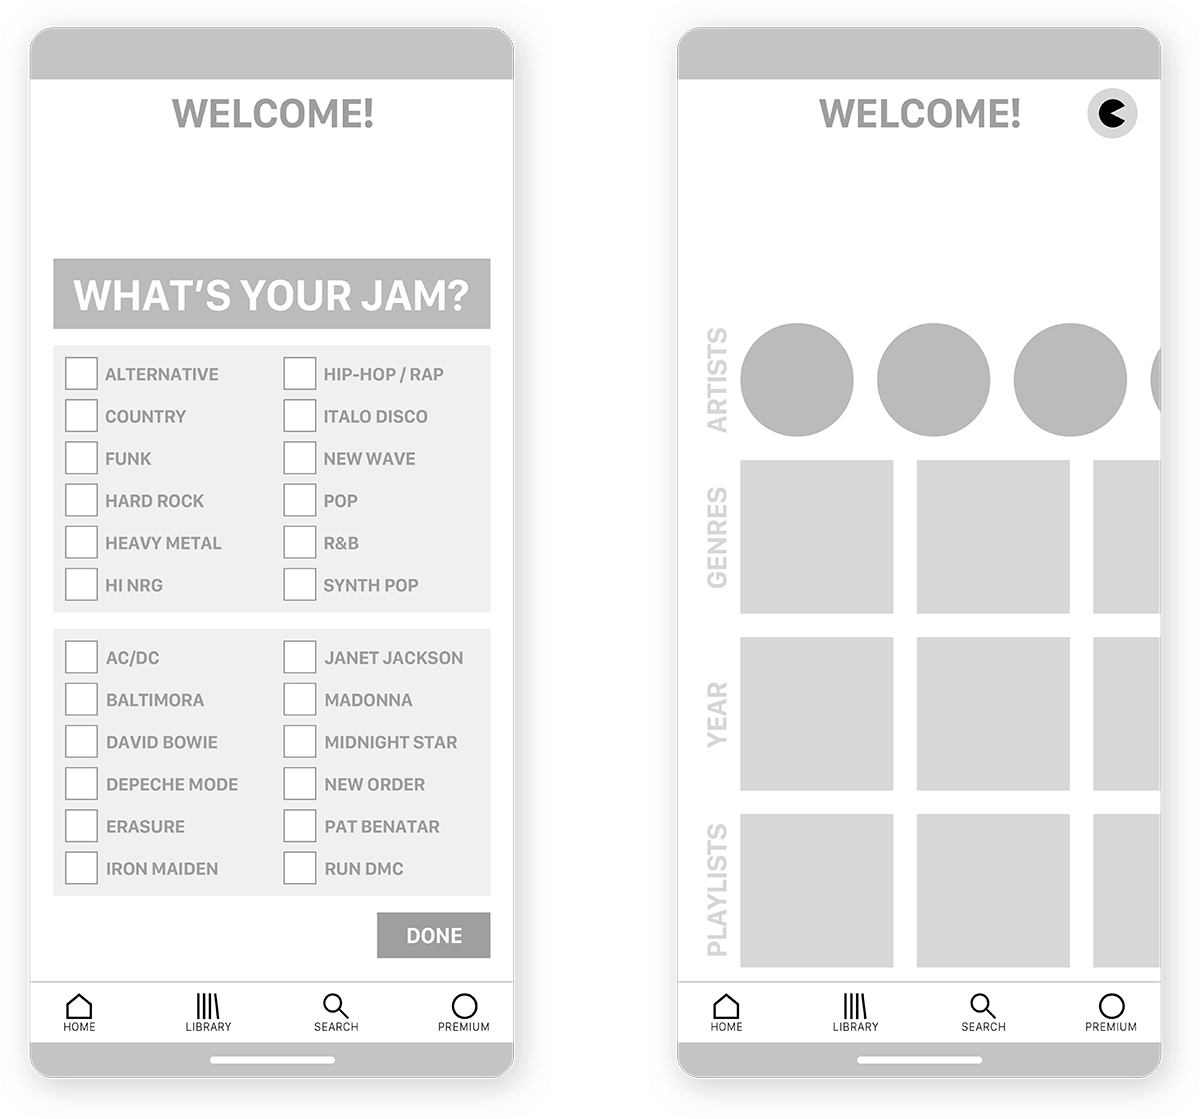 WELCOME!
WHAT'S YOUR JAM?
ALTERNATIVE
COUNTRY
FUNK
HARD ROCK
HEAVY METAL
HI NRG
HIP-HOP / RAP
ITALO DISCO
NEW WAVE
POP
R&B
SYNTH POP
AC/DC
BALTIMORA
DAVID BOWIE
DEPECHE MODE
ERASURE
IRON MAIDEN
JANET JACKSON
MADONNA
MIDNIGHT STAR
NEW ORDER
PAT BENATAR
RUN DMC
DONE
HOME
LIBRARY
SEARCH
PREMIUM
WELCOME!
ARTISTS
GENRES
YEAR
PLAYLISTS
HOME
LIBRARY
SEARCH
PREMIUM